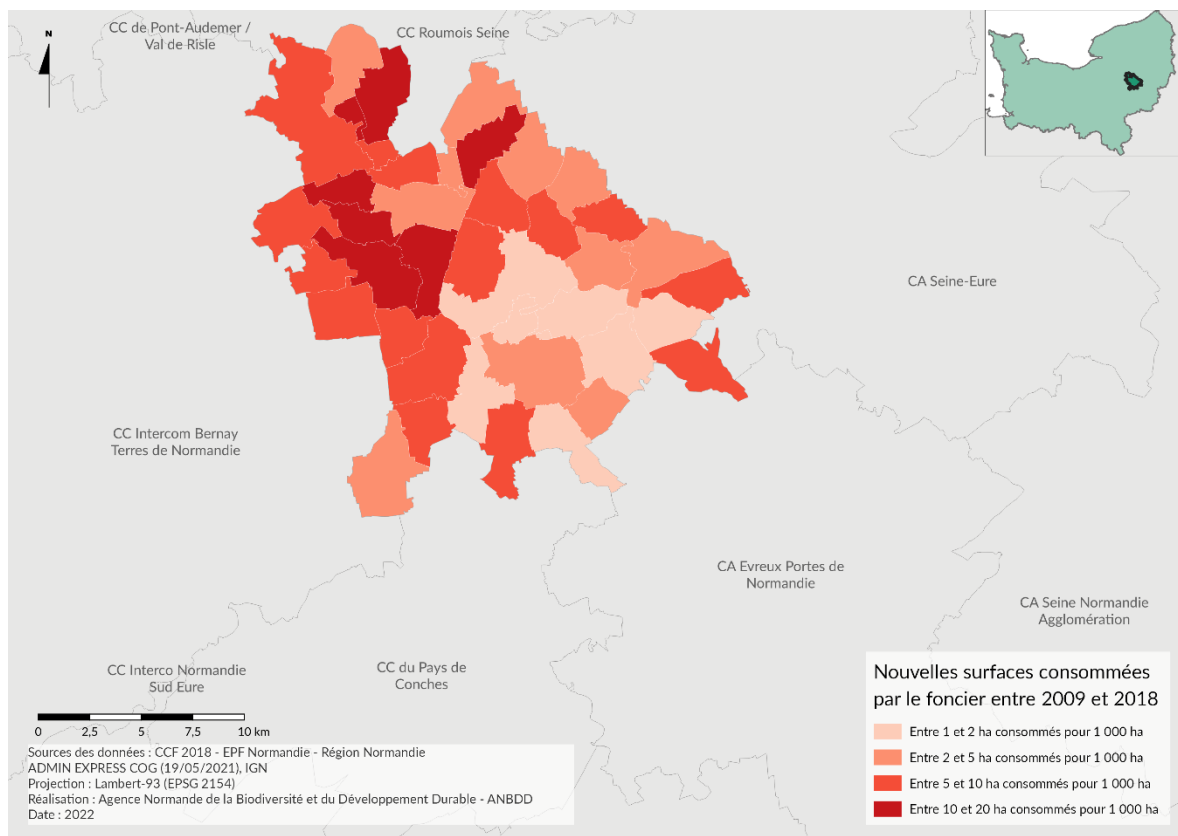 CC de Pont-Audemer /
Val de Risle
CC Roumois Seine
N
CA Seine-Eure
CC Intercom Bernay
Terres de Normandie
CA Evreux Portes de
Normandie
CA Seine Normandie
Agglomération
CC Interco Normandie
Sud Eure
CC du Pays de
Conches
0 2,5 5 7,5 10 km
Sources des données : CCF 2018 - EPF Normandie - Région Normandie
ADMIN EXPRESS COG (19/05/2021), IGN
Projection : Lambert-93 (EPSG 2154)
Réalisation : Agence Normande de la Biodiversité et du Développement Durable - ANBDD
Date : 2022
Nouvelles surfaces consommées
par le foncier entre 2009 et 2018
Entre 1 et 2 ha consommés pour 1 000 ha
Entre 2 et 5 ha consommés pour 1 000 ha
Entre 5 et 10 ha consommés pour 1 000 ha
Entre 10 et 20 ha consommés pour 1 000 ha